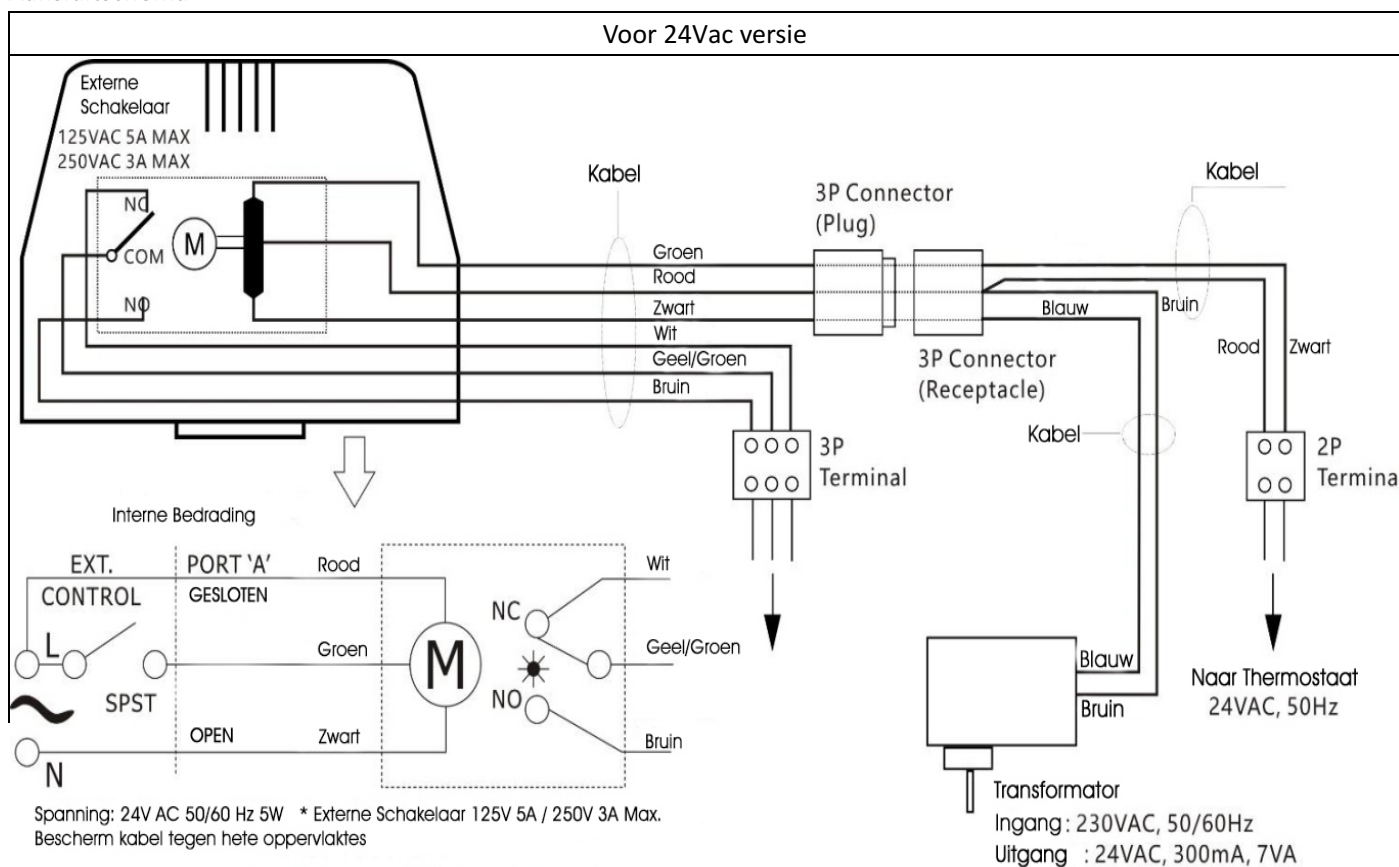 Voor 24Vac versie
Externe
Schakelaar
125VAC 5A MAX
250VAC 3A MAX
NC
COM
NO
M
Kabel
Groen
Rood
Zwart
Wit
Geel/Groen
Bruin
3P Connector
(Plug)
3P Connector
(Receptacle)
Kabel
Blauw
Bruin
Rood
Zwart
Kabel
3P
Terminal
2P
Termina
Interne Bedrading
EXT.
CONTROL
PORT 'A'
GESLOTEN
Rood
L
SPST
Groen
M
NC
NO
Wit
Geel/Groen
Bruin
OPEN
Zwart
N
Blauw
Bruin
Naar Thermostaat
24VAC, 50Hz
Spanning: 24V AC 50/60 Hz 5W * Externe Schakelaar 125V 5A / 250V 3A Max.
Bescherm kabel tegen hete oppervlaktes
Transformator
Ingang : 230VAC, 50/60Hz
Uitgang : 24VAC, 300mA, 7VA